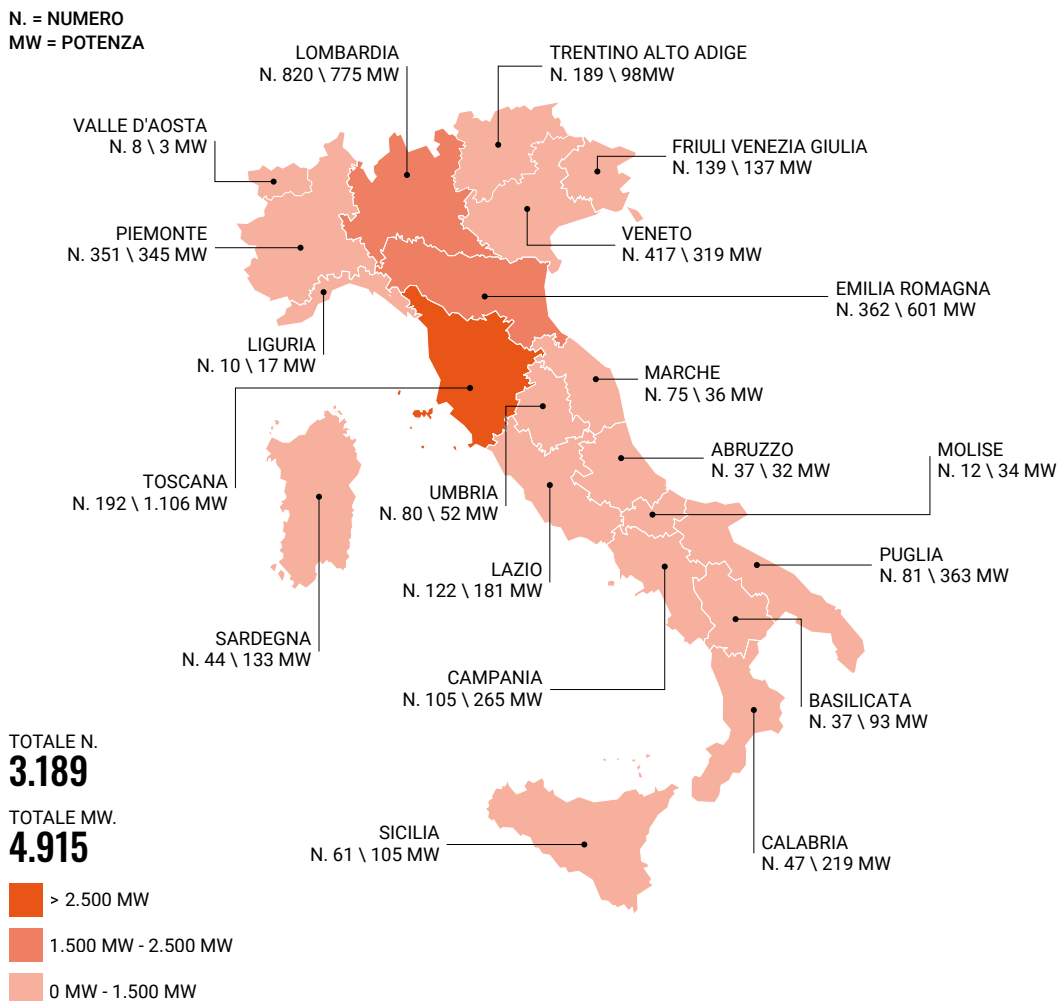 N. = NUMERO
MW = POTENZA
LOMBARDIA
N. 820 \ 775 MW
TRENTINO ALTO ADIGE
N. 189 \ 98MW
VALLE D'AOSTA
N. 8 \ 3 MW
FRIULI VENEZIA GIULIA
N. 139 \ 137 MW
PIEMONTE
N. 351 \ 345 MW
VENETO
N. 417 \ 319 MW
EMILIA ROMAGNA
N. 362 \ 601 MW
LIGURIA
N. 10 \ 17 MW
MARCHE
N. 75 \ 36 MW
ABRUZZO
N. 37 \ 32 MW
MOLISE
N. 12 \ 34 MW
TOSCANA
N. 192 \ 1.106 MW
UMBRIA
N. 80 \ 52 MW
LAZIO
N. 122 \ 181 MW
PUGLIA
N. 81 \ 363 MW
SARDEGNA
N. 44 \ 133 MW
CAMPANIA
N. 105 \ 265 MW
BASILICATA
N. 37 \ 93 MW
TOTALE N.
3.189
TOTALE MW.
4.915
SICILIA
N. 61 \ 105 MW
CALABRIA
N. 47 \ 219 MW
> 2.500 MW
1.500 MW - 2.500 MW
0 MW - 1.500 MW